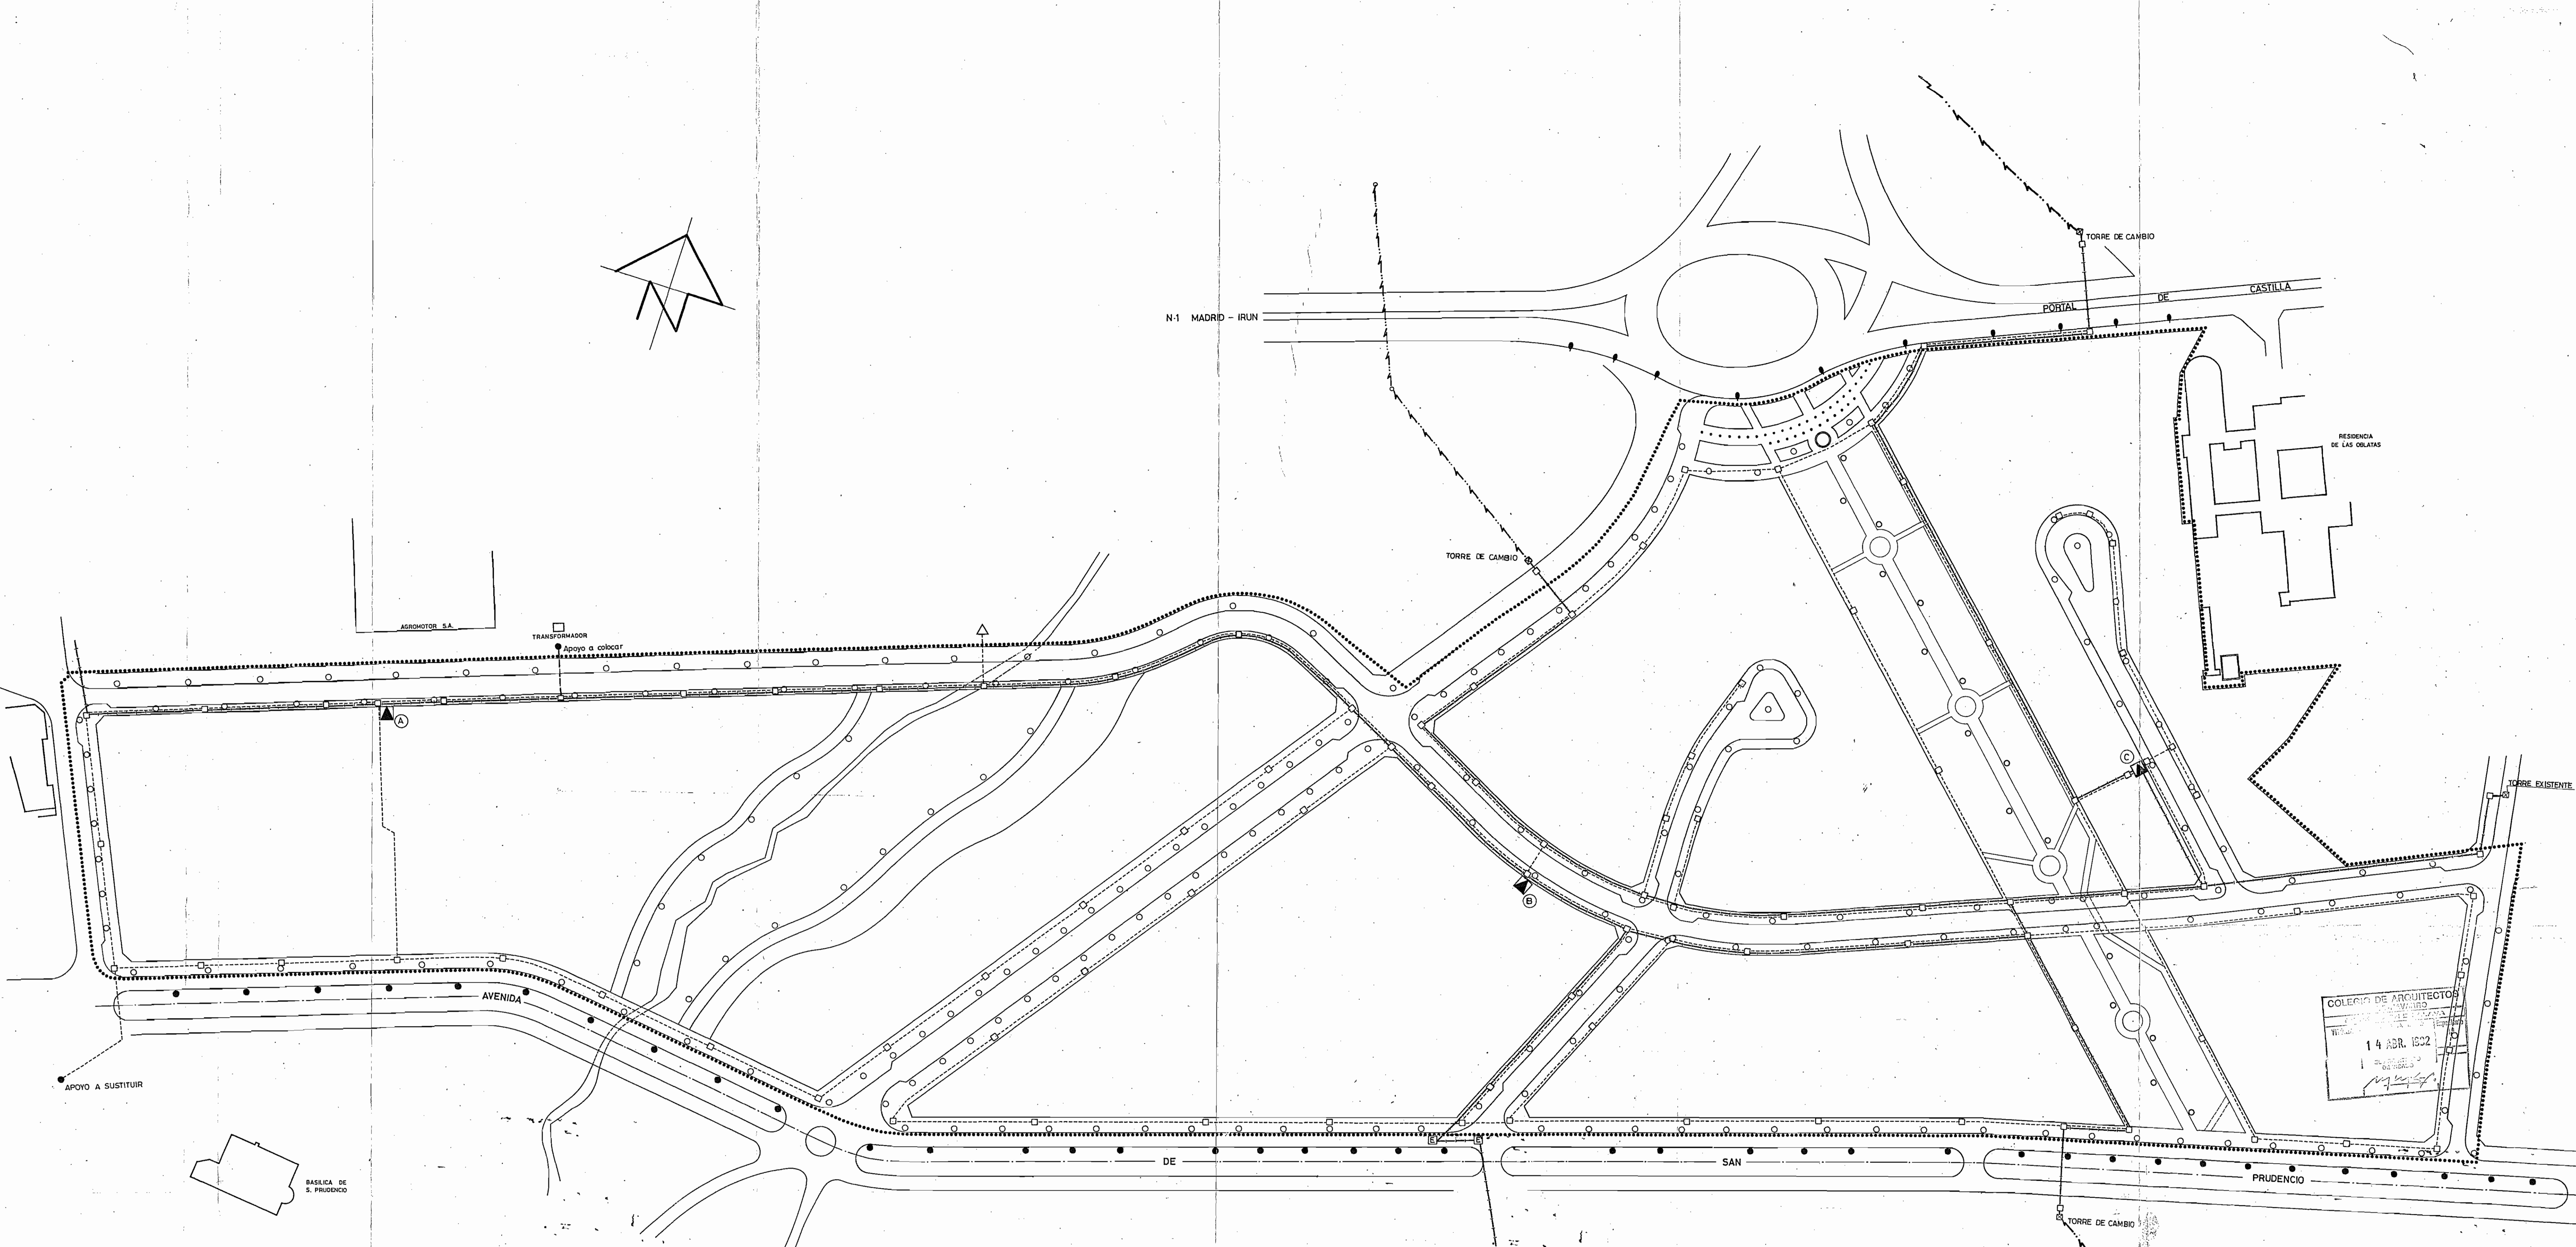 TORRE DE CAMBIO
PORTAL DE CASTILLA
N-1 MADRID - IRUN
RESIDENCIA
DE LAS OBLATAS
TORRE DE CAMBIO
AGROMOTOR S.A.
TRANSFORMADOR
Apoyo a colocar
A
C
TORRE EXISTENTE
B
AVENIDA DE SAN PRUDENCIO
COLEGIO DE ARQUITECTOS
14 ABR.
APOYO A SUSTITUIR
E
E
BASILICA DE
S. PRUDENCIO
TORRE DE CAMBIO